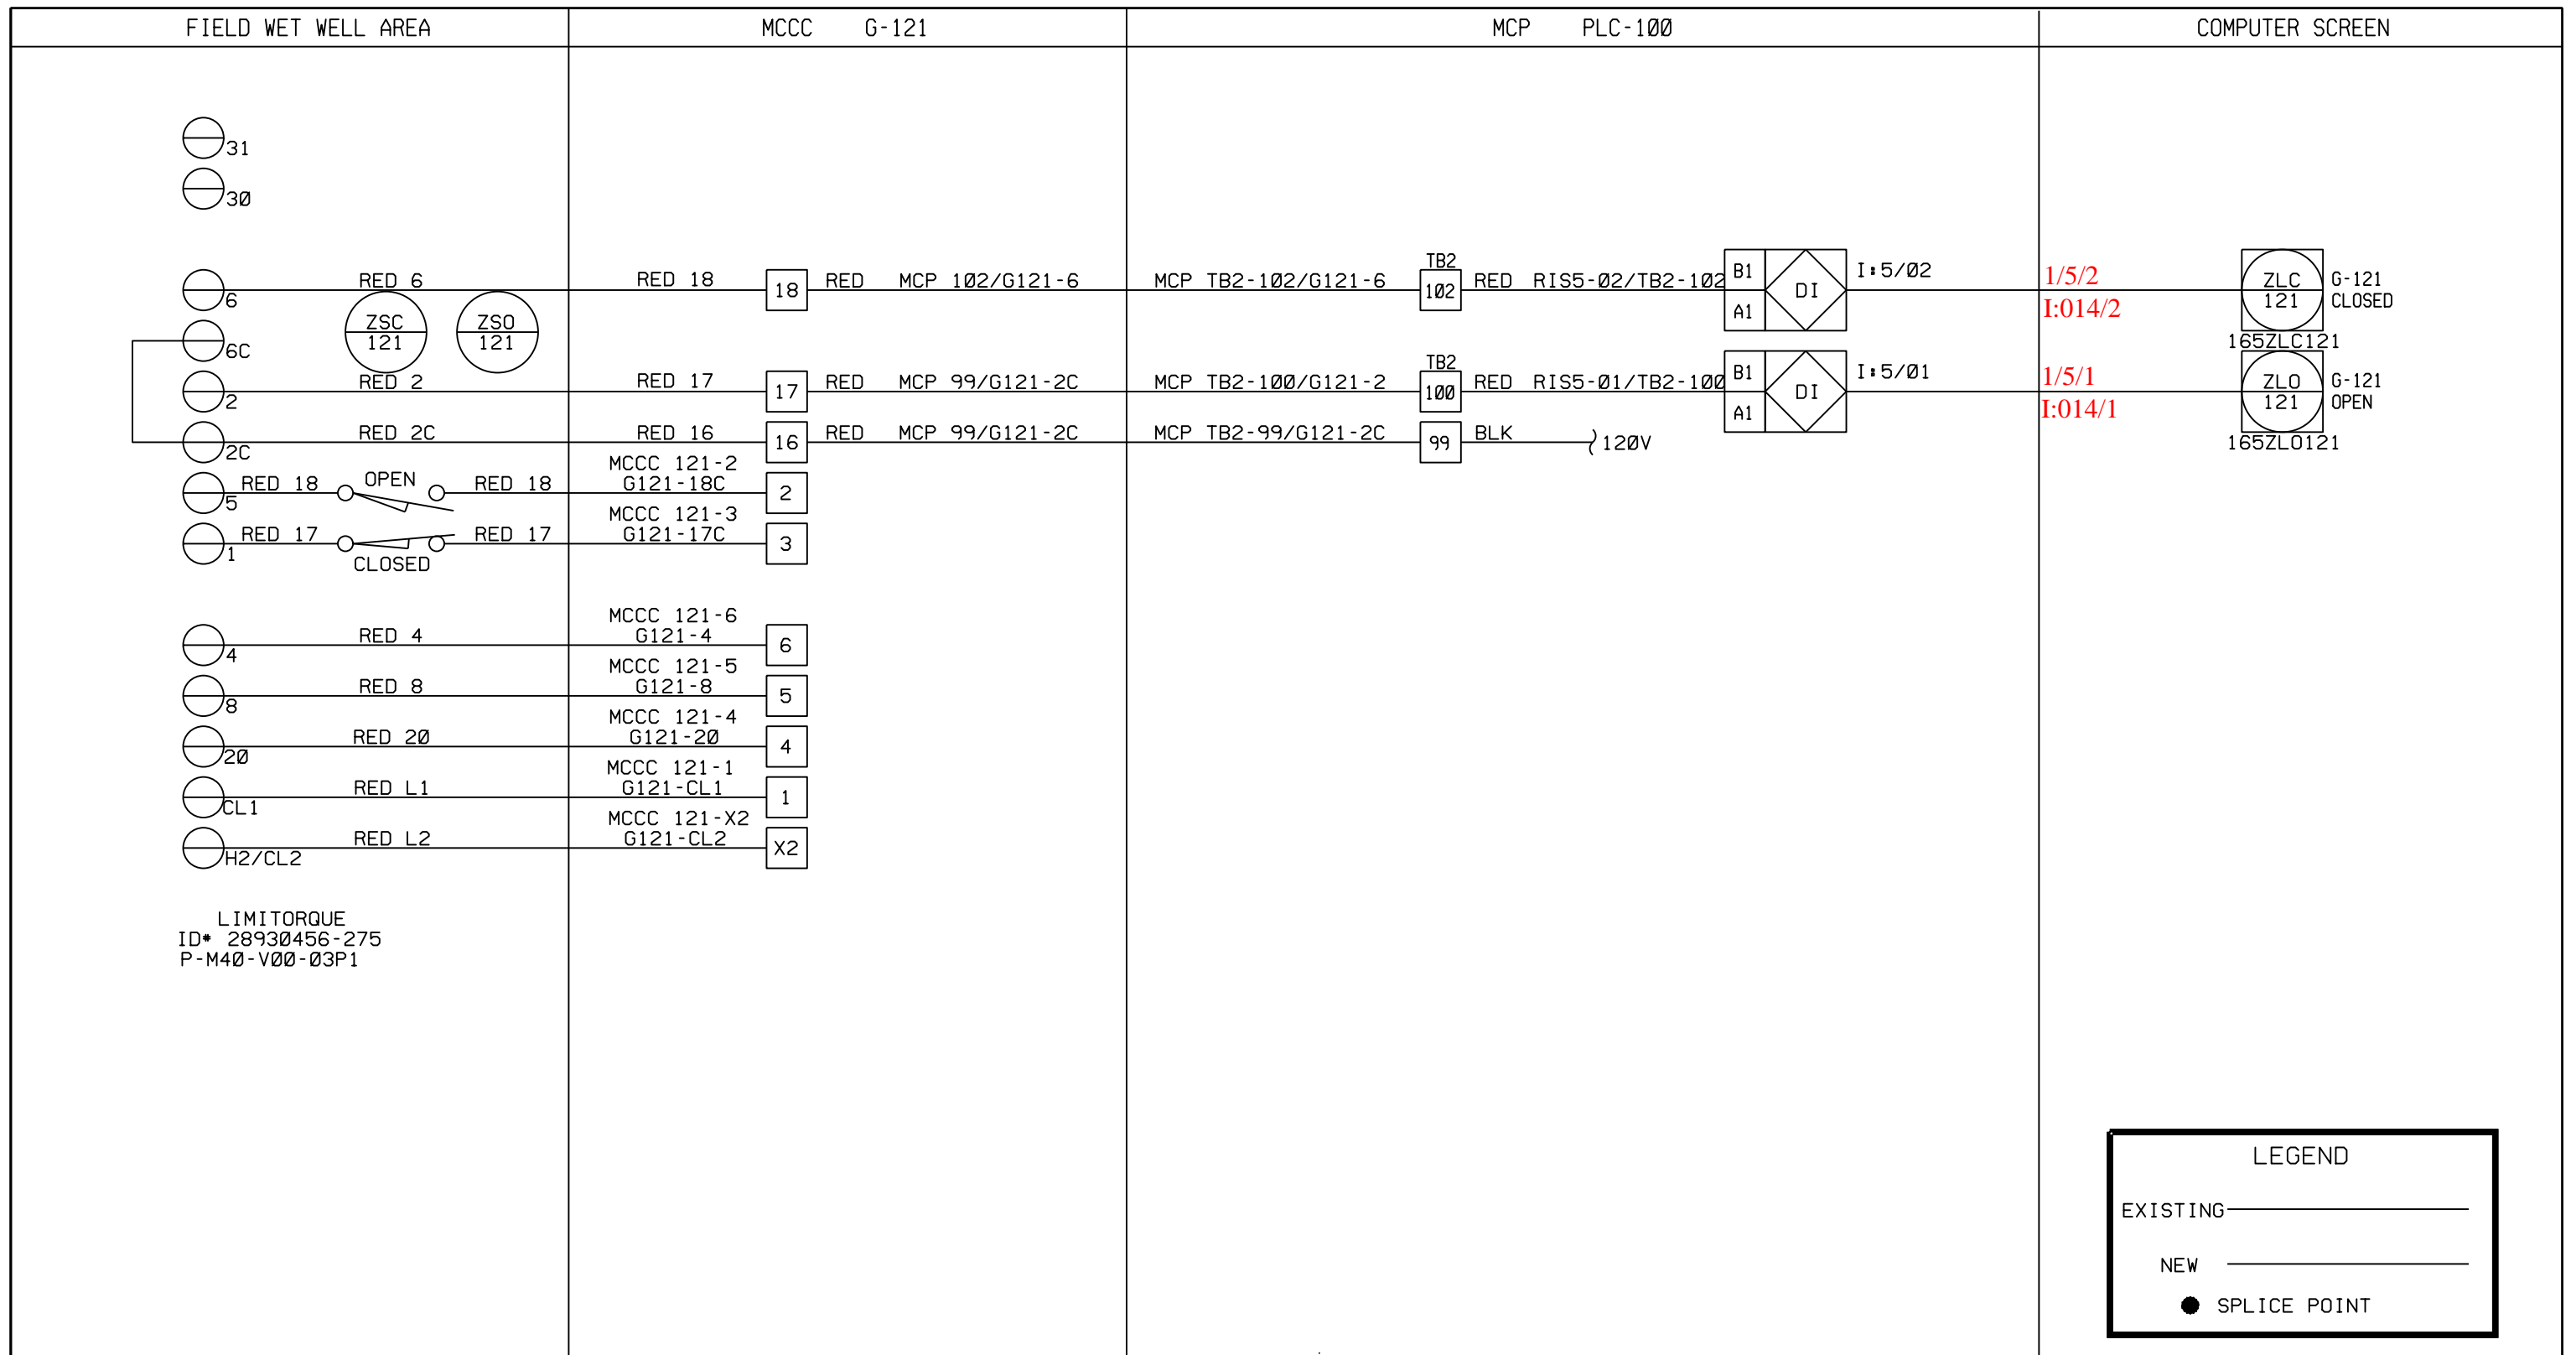 FIELD WET WELL AREA
MCCC G-121
MCP PLC-100
COMPUTER SCREEN
31
30
6
RED 6
RED 18
18
RED MCP 102/G121-6
MCP TB2-102/G121-6
TB2
102
RED RIS5-02/TB2-102
B1
A1
DI
I:5/02
1/5/2
I:014/2
ZLC
121
G-121
CLOSED
165ZLC121
ZSC
121
ZSO
121
6C
2
RED 2
RED 17
17
RED MCP 99/G121-2C
MCP TB2-100/G121-2
TB2
100
RED RIS5-01/TB2-100
B1
A1
DI
I:5/01
1/5/1
I:014/1
ZLO
121
G-121
OPEN
165ZLO121
2C
RED 2C
RED 16
16
RED MCP 99/G121-2C
MCP TB2-99/G121-2C
99
BLK
120V
5
RED 18
OPEN
RED 18
MCCC 121-2
G121-18C
2
1
RED 17
CLOSED
RED 17
MCCC 121-3
G121-17C
3
4
RED 4
MCCC 121-6
G121-4
6
8
RED 8
MCCC 121-5
G121-8
5
20
RED 20
MCCC 121-4
G121-20
4
CL1
RED L1
MCCC 121-1
G121-CL1
1
H2/CL2
RED L2
MCCC 121-X2
G121-CL2
X2
LIMITORQUE
ID# 28930456-275
P-M40-V00-03P1
LEGEND
EXISTING
NEW
SPLICE POINT